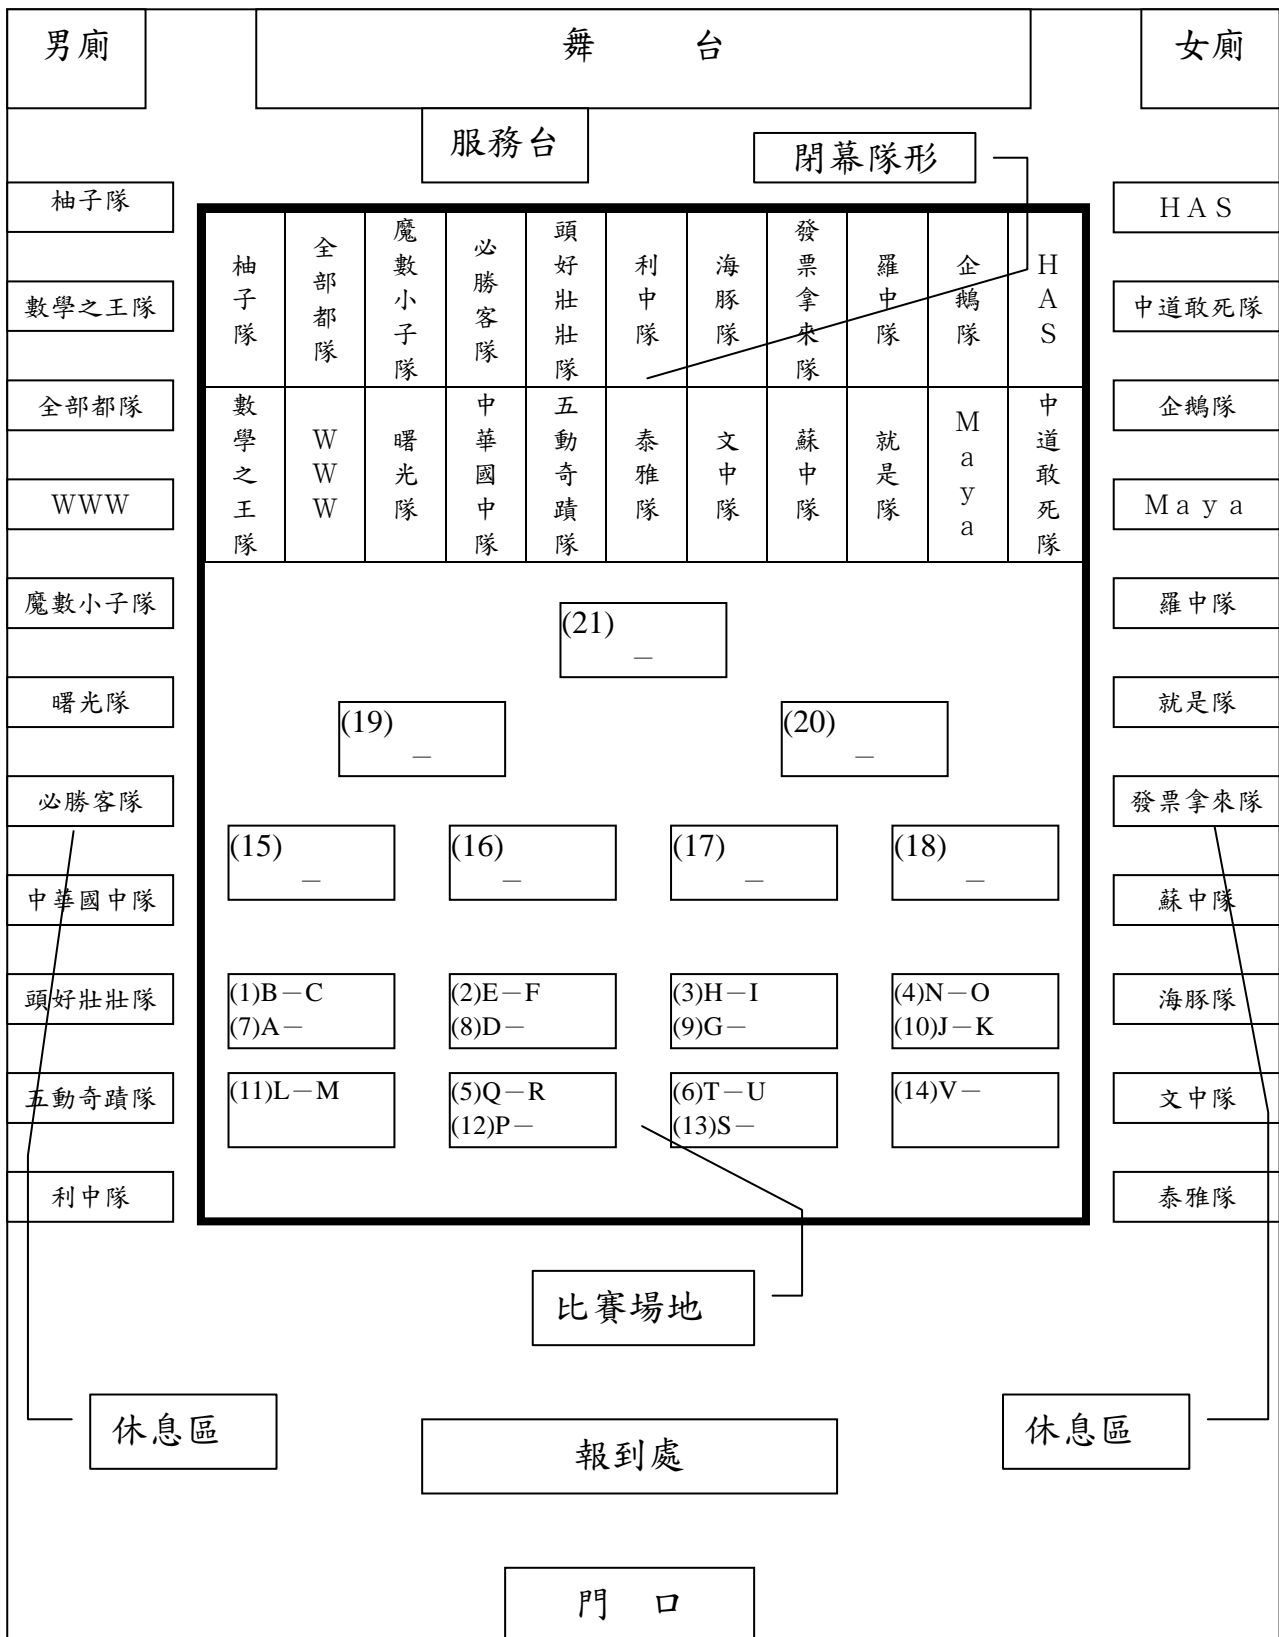 男廁
舞　台
女廁
服務台
閉幕隊形
柚子隊
數學之王隊
全部都隊
WWW
魔數小子隊
曙光隊
必勝客隊
中華國中隊
頭好壯壯隊
五動奇蹟隊
利中隊
柚子隊
全部都隊
魔數小子隊
必勝客隊
頭好壯壯隊
利中隊
海豚隊
發票拿來隊
羅中隊
企鵝隊
HAS
數學之王隊
WWW
曙光隊
中華國中隊
五動奇蹟隊
泰雅隊
文中隊
蘇中隊
就是隊
Maya
中道敢死隊
(21)
－
(19)
－
(20)
－
(15)
－
(16)
－
(17)
－
(18)
－
(1)B－C
(7)A－
(2)E－F
(8)D－
(3)H－I
(9)G－
(4)N－O
(10)J－K
(11)L－M
(5)Q－R
(12)P－
(6)T－U
(13)S－
(14)V－
HAS
中道敢死隊
企鵝隊
Maya
羅中隊
就是隊
發票拿來隊
蘇中隊
海豚隊
文中隊
泰雅隊
比賽場地
休息區
報到處
休息區
門　口